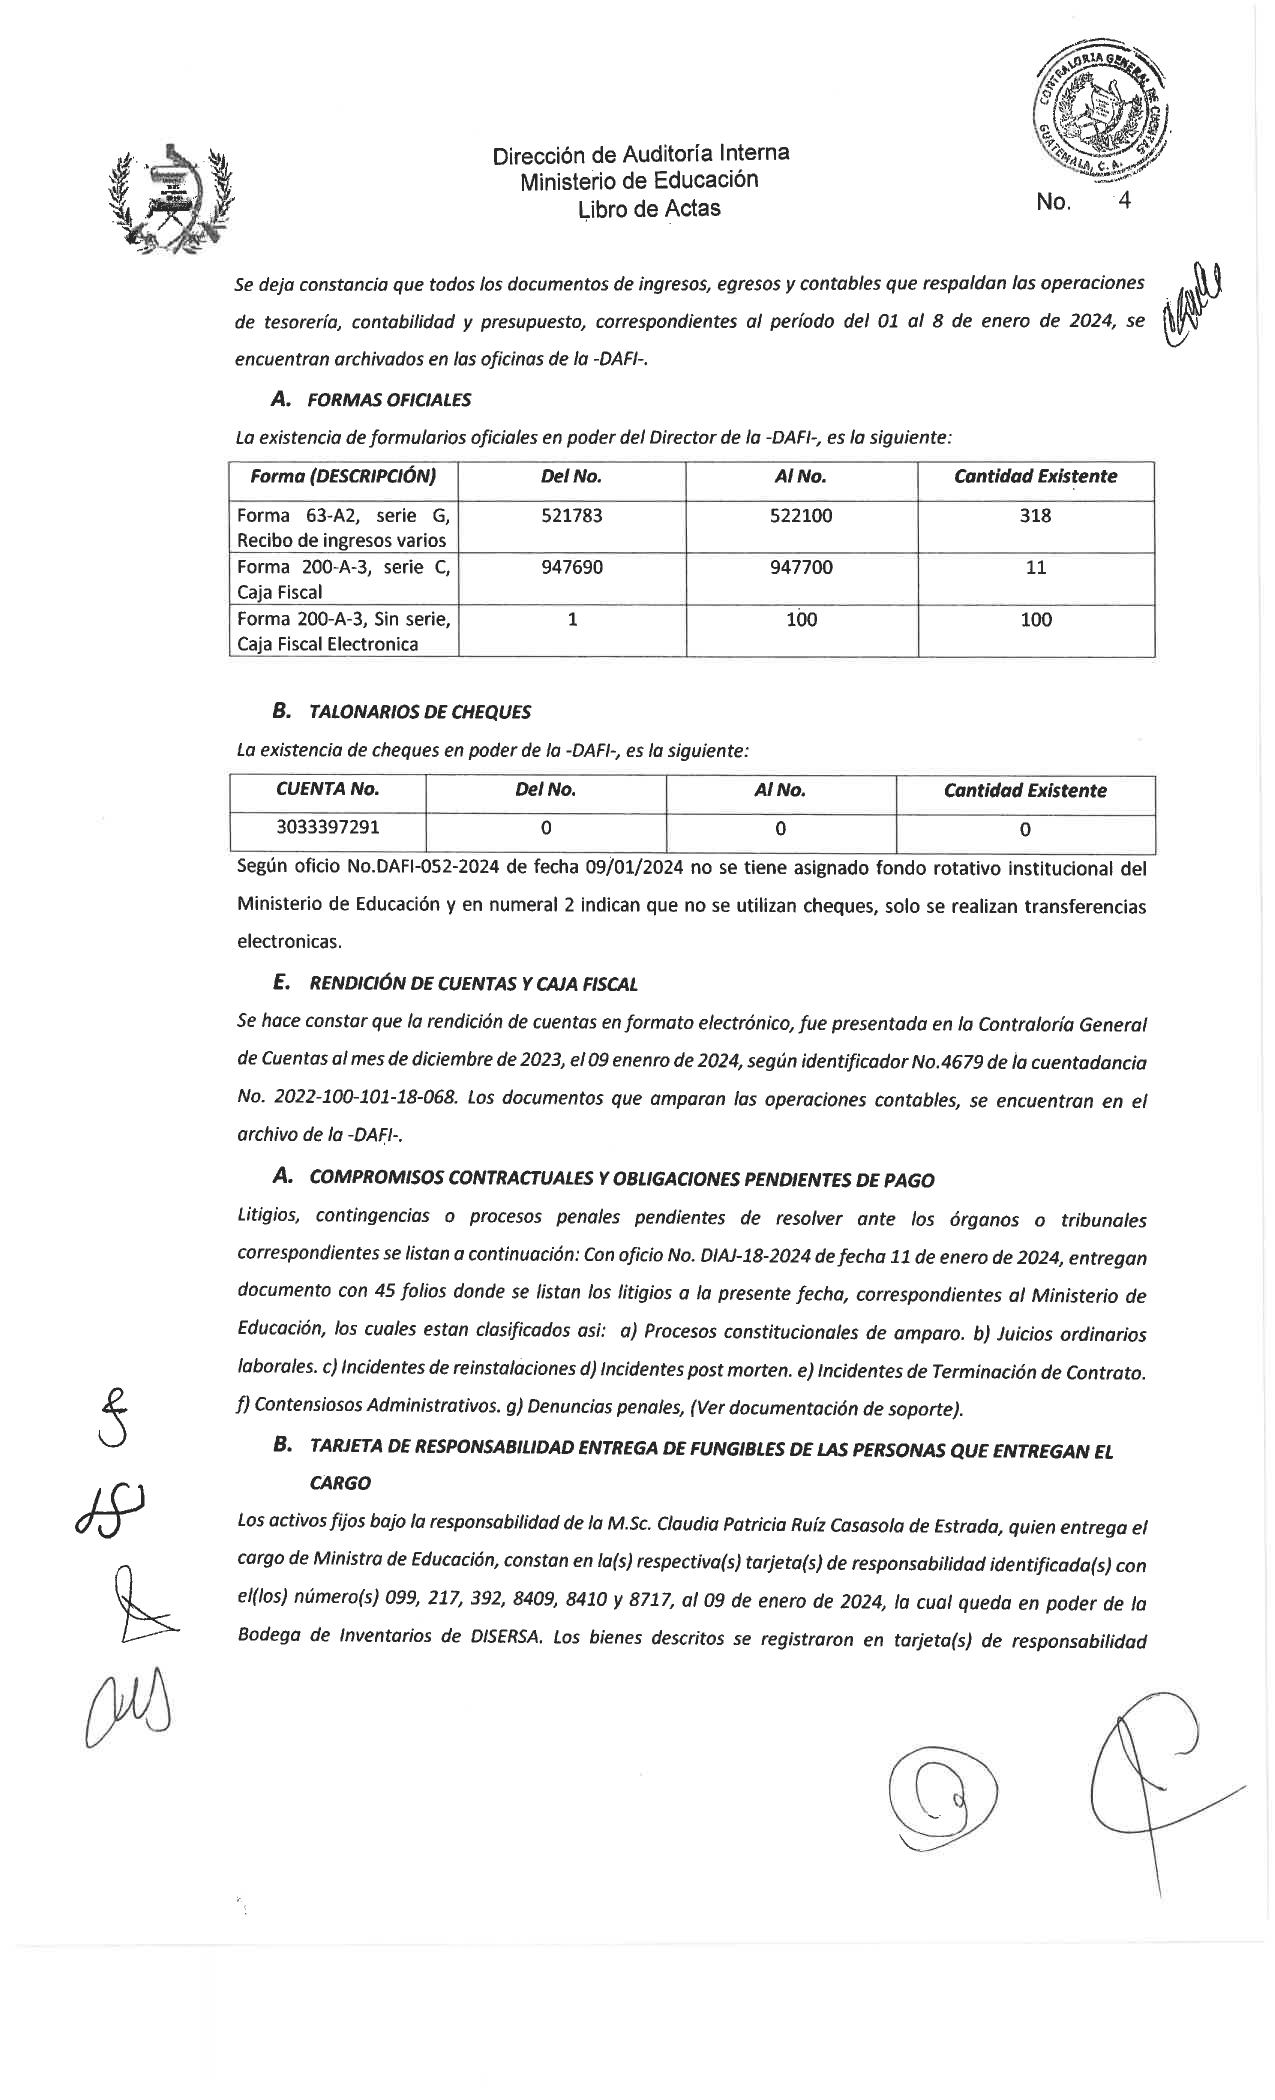 CONTRALORIA GENERAL DE CUENTAS
GUATEMALA, C. A.
Dirección de Auditoría Interna
Ministerio de Educación
Libro de Actas
No. 4
Se deja constancia que todos los documentos de ingresos, egresos y contables que respaldan las operaciones
de tesorería, contabilidad y presupuesto, correspondientes al período del 01 al 8 de enero de 2024, se
encuentran archivados en las oficinas de la -DAFI-.
A. FORMAS OFICIALES
La existencia de formularios oficiales en poder del Director de la -DAFI-, es la siguiente:
Forma (DESCRIPCIÓN) Del No. Al No. Cantidad Existente
Forma 63-A2, serie G, 521783 522100 318
Recibo de ingresos varios
Forma 200-A-3, serie C, 947690 947700 11
Caja Fiscal
Forma 200-A-3, Sin serie, 1 100 100
Caja Fiscal Electronica
B. TALONARIOS DE CHEQUES
La existencia de cheques en poder de la -DAFI-, es la siguiente:
CUENTA No. Del No. Al No. Cantidad Existente
3033397291 0 0 0
Según oficio No.DAFI-052-2024 de fecha 09/01/2024 no se tiene asignado fondo rotativo institucional del
Ministerio de Educación y en numeral 2 indican que no se utilizan cheques, solo se realizan transferencias
electronicas.
E. RENDICIÓN DE CUENTAS Y CAJA FISCAL
Se hace constar que la rendición de cuentas en formato electrónico, fue presentada en la Contraloría General
de Cuentas al mes de diciembre de 2023, el 09 enenro de 2024, según identificador No.4679 de la cuentadancia
No. 2022-100-101-18-068. Los documentos que amparan las operaciones contables, se encuentran en el
archivo de la -DAFI-.
A. COMPROMISOS CONTRACTUALES Y OBLIGACIONES PENDIENTES DE PAGO
Litigios, contingencias o procesos penales pendientes de resolver ante los órganos o tribunales
correspondientes se listan a continuación: Con oficio No. DIAJ-18-2024 de fecha 11 de enero de 2024, entregan
documento con 45 folios donde se listan los litigios a la presente fecha, correspondientes al Ministerio de
Educación, los cuales estan clasificados asi: a) Procesos constitucionales de amparo. b) Juicios ordinarios
laborales. c) Incidentes de reinstalaciones d) Incidentes post morten. e) Incidentes de Terminación de Contrato.
f) Contensiosos Administrativos. g) Denuncias penales, (Ver documentación de soporte).
B. TARJETA DE RESPONSABILIDAD ENTREGA DE FUNGIBLES DE LAS PERSONAS QUE ENTREGAN EL
CARGO
Los activos fijos bajo la responsabilidad de la M.Sc. Claudia Patricia Ruíz Casasola de Estrada, quien entrega el
cargo de Ministra de Educación, constan en la(s) respectiva(s) tarjeta(s) de responsabilidad identificada(s) con
el(los) número(s) 099, 217, 392, 8409, 8410 y 8717, al 09 de enero de 2024, la cual queda en poder de la
Bodega de Inventarios de DISERSA. Los bienes descritos se registraron en tarjeta(s) de responsabilidad